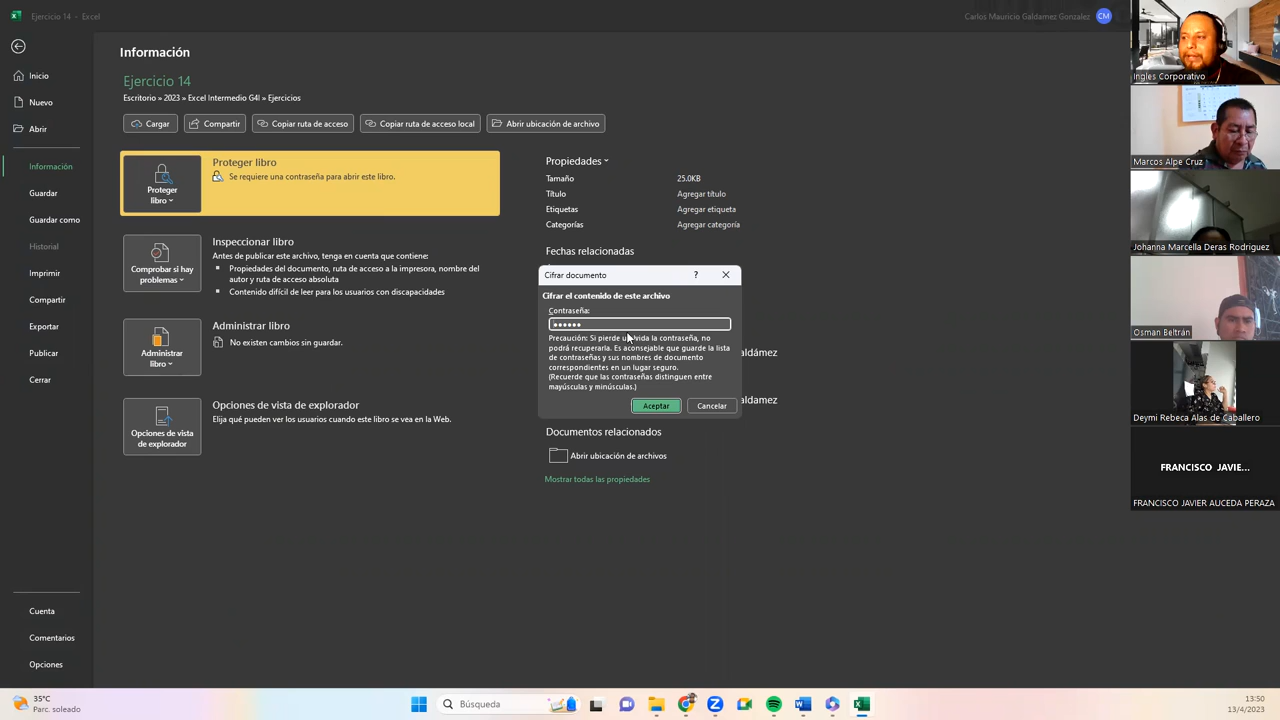 Ejercicio 14 - Excel
Carlos Mauricio Galdamez Gonzalez
CM
Inicio
Nuevo
Abrir
Información
Guardar
Guardar como
Historial
Imprimir
Compartir
Exportar
Publicar
Cerrar
Cuenta
Comentarios
Opciones
Información
Ejercicio 14
Escritorio » 2023 » Excel Intermedio G4I » Ejercicios
Cargar
Compartir
Copiar ruta de acceso
Copiar ruta de acceso local
Abrir ubicación de archivo
Proteger libro
Proteger libro
Se requiere una contraseña para abrir este libro.
Comprobar si hay problemas
Inspeccionar libro
Antes de publicar este archivo, tenga en cuenta que contiene:
Propiedades del documento, ruta de acceso a la impresora, nombre del
autor y ruta de acceso absoluta
Contenido difícil de leer para los usuarios con discapacidades
Administrar libro
Administrar libro
No existen cambios sin guardar.
Opciones de vista de explorador
Opciones de vista de explorador
Elija qué pueden ver los usuarios cuando este libro se vea en la Web.
Propiedades
Tamaño 25.0KB
Título Agregar título
Etiquetas Agregar etiqueta
Categorías Agregar categoría
Fechas relacionadas
Cifrar documento
?
Cifrar el contenido de este archivo
Contraseña:
••••••
Precaución: Si pierde u olvida la contraseña, no
podrá recuperarla. Es aconsejable que guarde la lista
de contraseñas y sus nombres de documento
correspondientes en un lugar seguro.
(Recuerde que las contraseñas distinguen entre
mayúsculas y minúsculas.)
Aceptar
Cancelar
aldámez
aldamez
Documentos relacionados
Abrir ubicación de archivos
Mostrar todas las propiedades
Ingles Corporativo
Marcos Alpe Cruz
Johanna Marcella Deras Rodriguez
Osman Beltrán
Deymi Rebeca Alas de Caballero
FRANCISCO JAVIE...
FRANCISCO JAVIER AUCEDA PERAZA
35°C
Parc. soleado
Búsqueda
13:50
13/4/2023